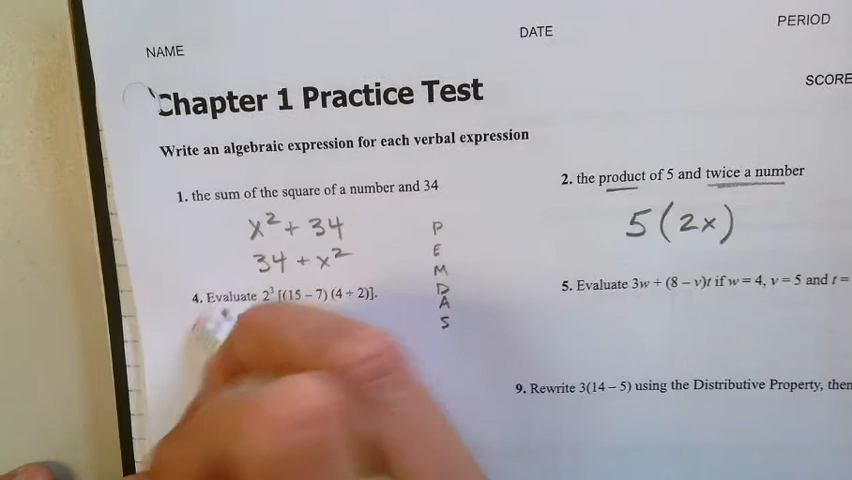 NAME DATE PERIOD
SCORE
Chapter 1 Practice Test
Write an algebraic expression for each verbal expression
1. the sum of the square of a number and 34
x² + 34
34 + x²
2. the product of 5 and twice a number
5(2x)
P
E
M
D
A
S
4. Evaluate 2³ [(15 – 7) (4 ÷ 2)].
5. Evaluate 3w + (8 – v)t if w = 4, v = 5 and t =
9. Rewrite 3(14 – 5) using the Distributive Property, then